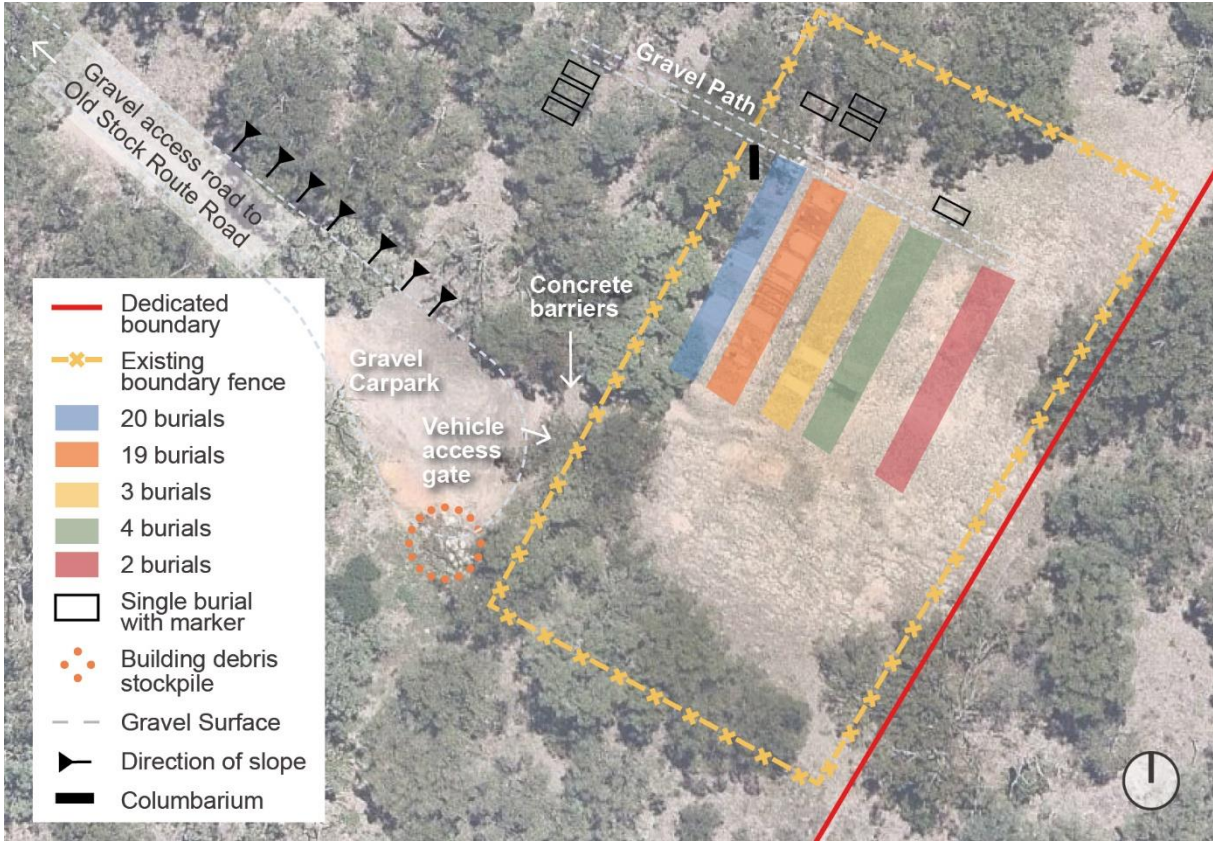 Gravel access road to
Old Stock Route Road
Gravel Path
Concrete
barriers
Gravel
Carpark
Vehicle
access
gate
Dedicated
boundary
Existing
boundary fence
20 burials
19 burials
3 burials
4 burials
2 burials
Single burial
with marker
Building debris
stockpile
Gravel Surface
Direction of slope
Columbarium